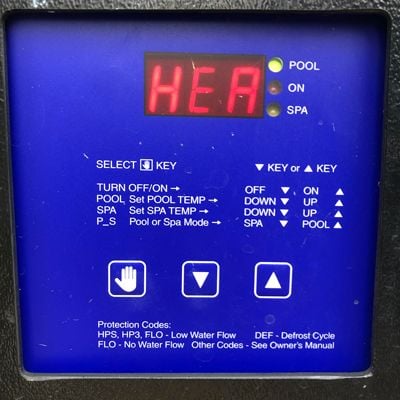 HEA
POOL
ON
SPA
SELECT KEY ▼ KEY or ▲ KEY
TURN OFF/ON → OFF ▼ ON ▲
POOL Set POOL TEMP → DOWN ▼ UP ▲
SPA Set SPA TEMP → DOWN ▼ UP ▲
P_S Pool or Spa Mode → SPA ▼ POOL ▲
Protection Codes:
HPS, HP3, FLO - Low Water Flow DEF - Defrost Cycle
FLO - No Water Flow Other Codes - See Owner's Manual